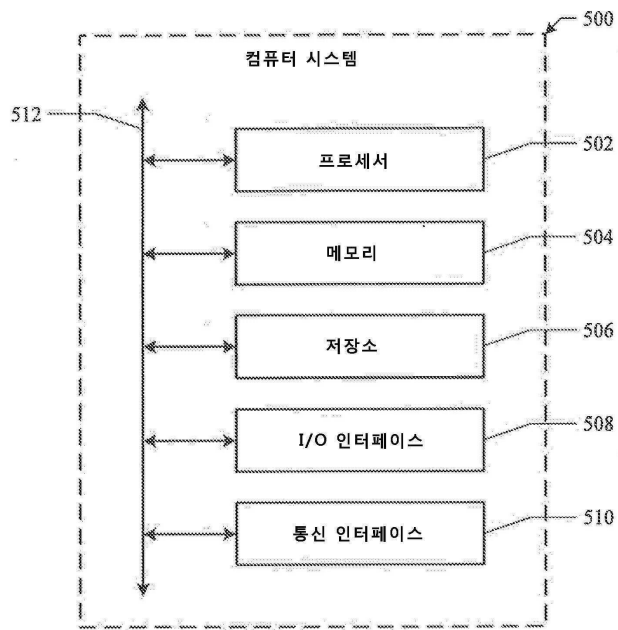 500
컴퓨터 시스템
512
프로세서
502
메모리
504
저장소
506
I/O 인터페이스
508
통신 인터페이스
510